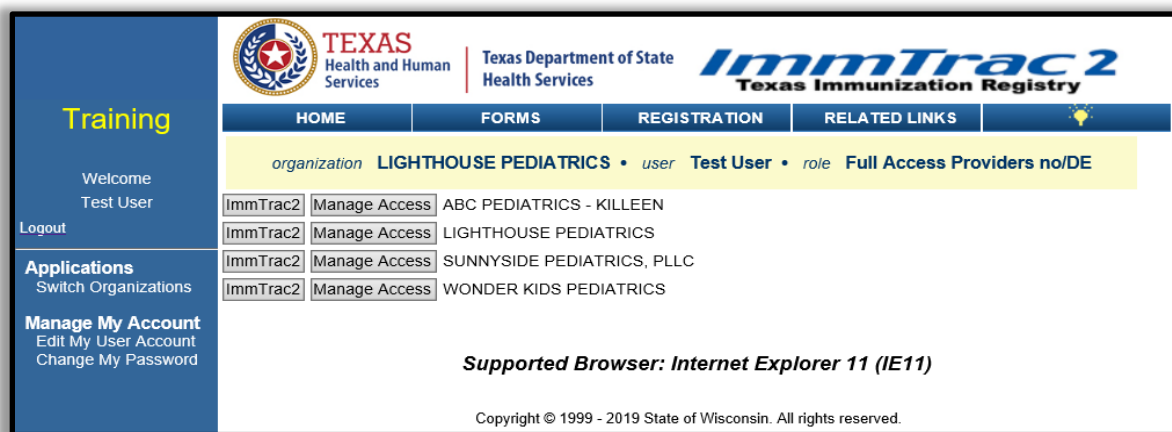 TEXAS
Health and Human
Services
Texas Department of State
Health Services
ImmTrac2
Texas Immunization Registry
Training
HOME FORMS REGISTRATION RELATED LINKS
organization LIGHTHOUSE PEDIATRICS • user Test User • role Full Access Providers no/DE
Welcome
Test User
Logout
ImmTrac2 Manage Access ABC PEDIATRICS - KILLEEN
ImmTrac2 Manage Access LIGHTHOUSE PEDIATRICS
ImmTrac2 Manage Access SUNNYSIDE PEDIATRICS, PLLC
ImmTrac2 Manage Access WONDER KIDS PEDIATRICS
Applications
Switch Organizations
Manage My Account
Edit My User Account
Change My Password
Supported Browser: Internet Explorer 11 (IE11)
Copyright © 1999 - 2019 State of Wisconsin. All rights reserved.